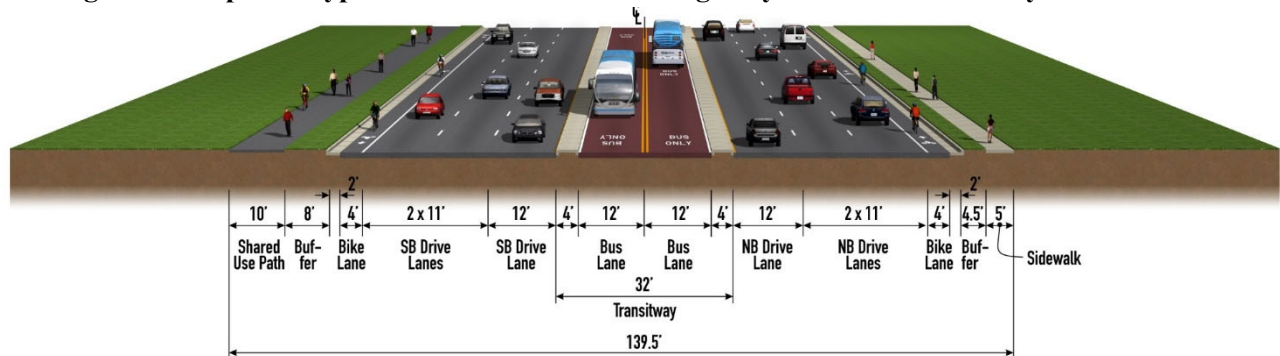 ℄
BUS ONLY
BUS ONLY
BUS ONLY
2'
2'
10'
8'
4'
2 x 11'
12'
4'
12'
12'
4'
12'
2 x 11'
4'
4.5'
5'
Shared
Use Path
Buf-
fer
Bike
Lane
SB Drive
Lanes
SB Drive
Lane
Bus
Lane
Bus
Lane
NB Drive
Lane
NB Drive
Lanes
Bike
Lane
Buf-
fer
Sidewalk
32'
Transitway
139.5'